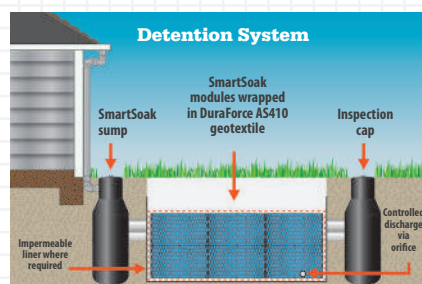 Detention System
SmartSoak
modules wrapped
in DuraForce AS410
geotextile
SmartSoak
sump
Inspection
cap
Impermeable
liner where
required
Controlled
discharge
via
orifice